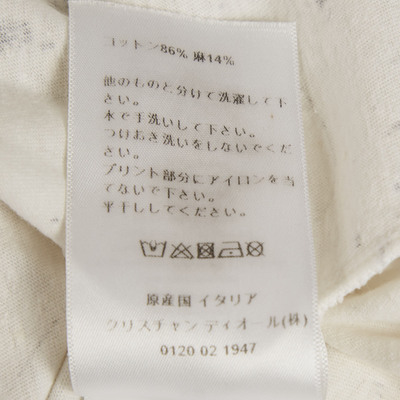 コットン86% 麻14%
他のものと分けて洗濯して下
さい。
水で手洗いして下さい。
つけおき洗いをしないでくだ
さい。
プリント部分にアイロンを当
てないで下さい。
平干ししてください。
原産国 イタリア
クリスチャン ディオール(株)
0120 02 1947